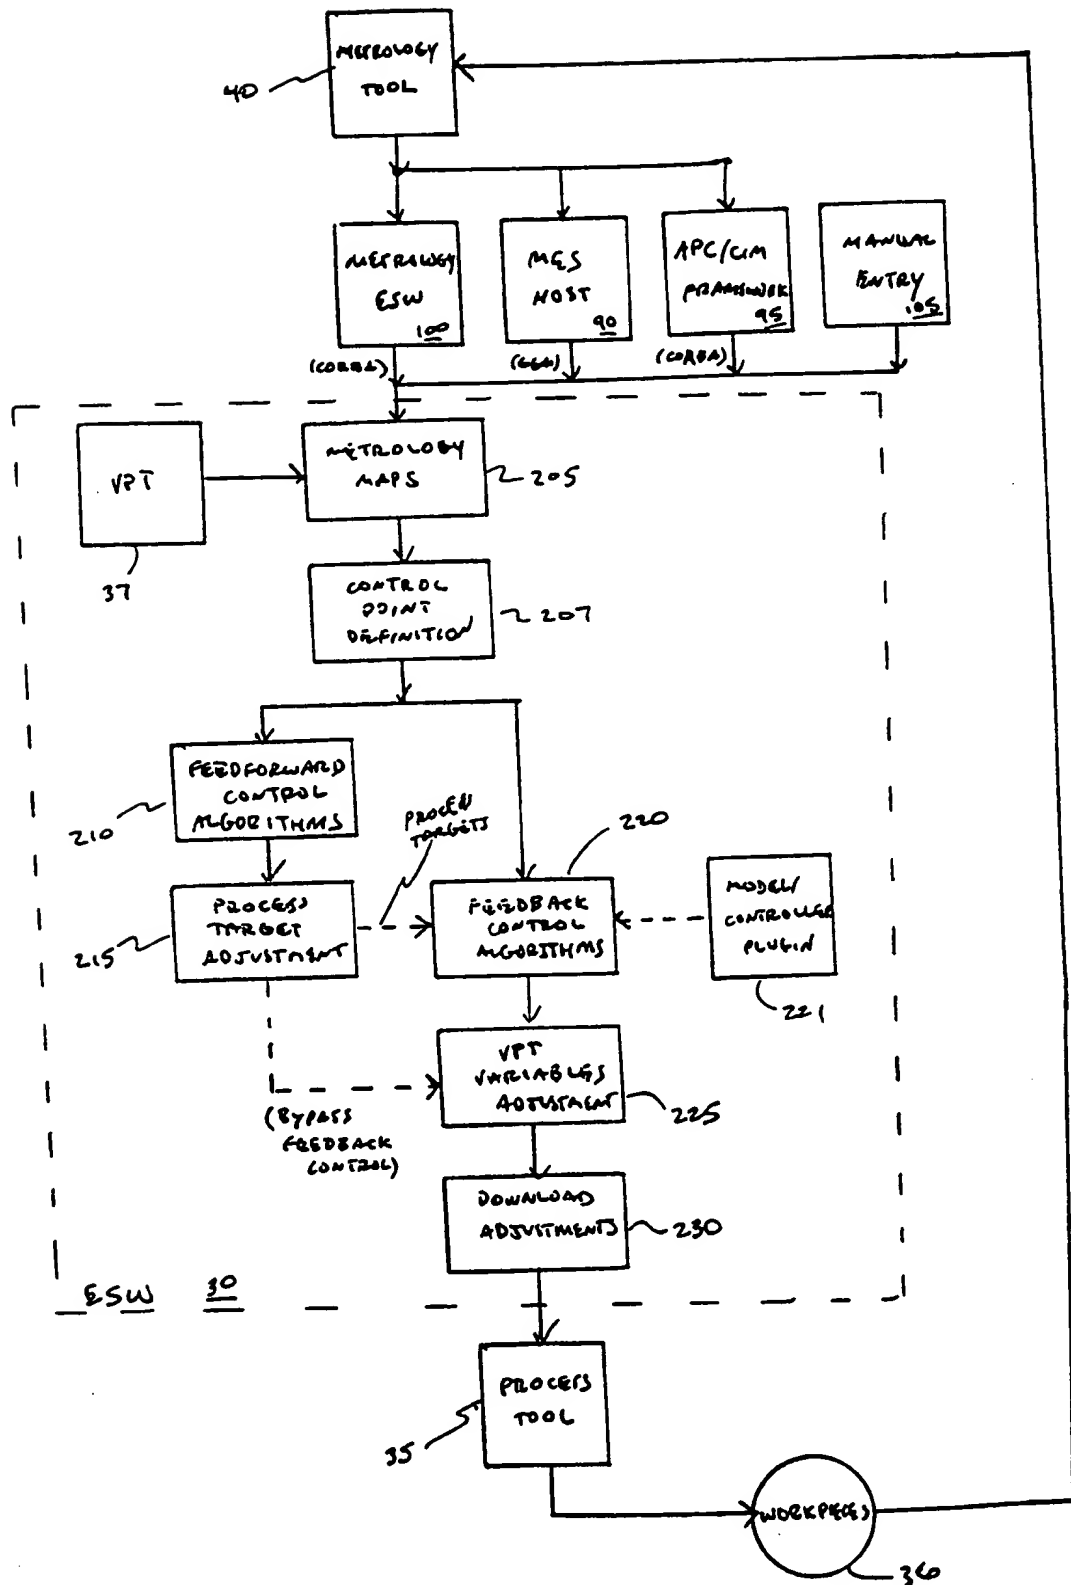 METROLOGY
TOOL
40
METROLOGY
ESW
100
MES
HOST
90
APC/CIM
FRAMEWORK
95
MANUAL
ENTRY
105
(CORBA)
(GEM)
(CORBA)
VPT
37
METROLOGY
MAPS
205
CONTROL
POINT
DEFINITION
207
FEEDFORWARD
CONTROL
ALGORITHMS
210
PROCESS
TARGETS
220
PROCESS
TARGET
ADJUSTMENT
215
FEEDBACK
CONTROL
ALGORITHMS
MODEL/
CONTROLLER
PLUGIN
221
VPT
VARIABLES
ADJUSTMENT
225
(BYPASS
FEEDBACK
CONTROL)
DOWNLOAD
ADJUSTMENTS
230
ESW 30
PROCESS
TOOL
35
WORKPIECES
36